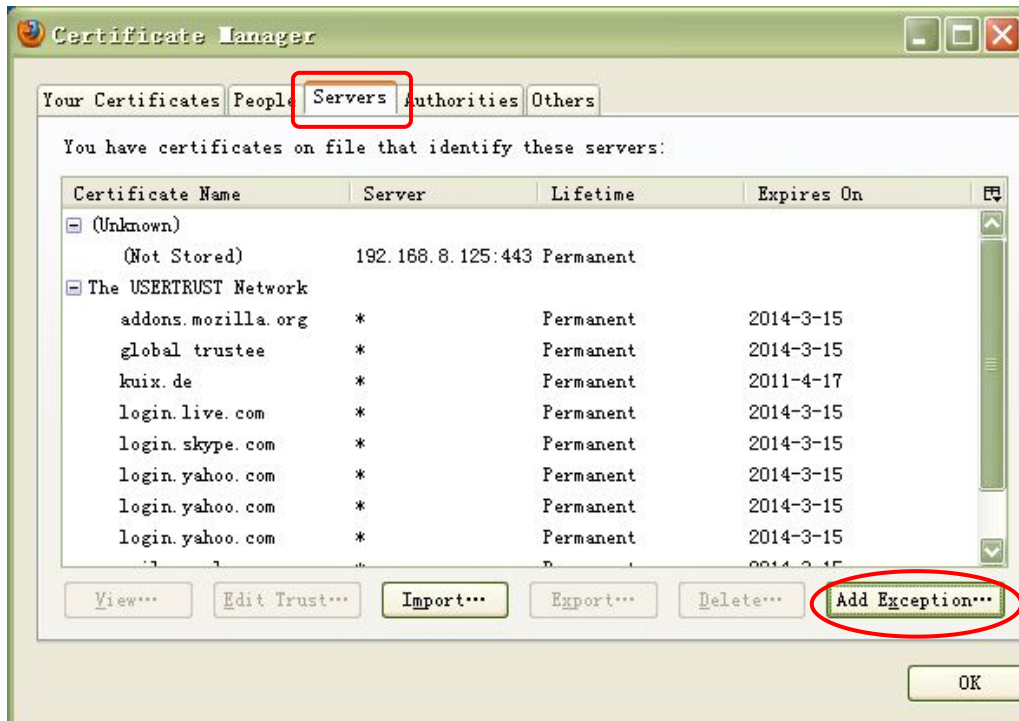 Certificate Manager
Your Certificates People Servers Authorities Others
You have certificates on file that identify these servers:
Certificate Name Server Lifetime Expires On
(Unknown)
(Not Stored) 192.168.8.125:443 Permanent
The USERTRUST Network
addons.mozilla.org * Permanent 2014-3-15
global trustee * Permanent 2014-3-15
kuix.de * Permanent 2011-4-17
login.live.com * Permanent 2014-3-15
login.skype.com * Permanent 2014-3-15
login.yahoo.com * Permanent 2014-3-15
login.yahoo.com * Permanent 2014-3-15
login.yahoo.com * Permanent 2014-3-15
View... Edit Trust... Import... Export... Delete... Add Exception...
OK